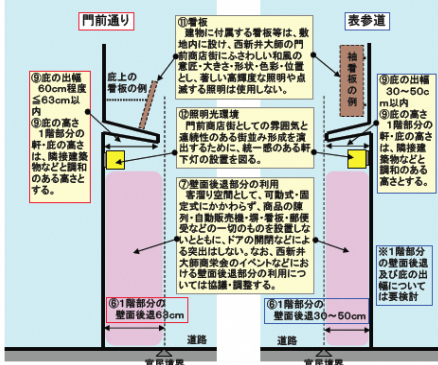 門前通り
⑨庇の出幅
60cm程度
≦63cm以
内
⑨庇の高さ
1階部分の
軒・庇の高さ
は、隣接建築
物などと調和
のある高さと
する。
庇上の
看板の例
⑪看板
建物に付属する看板等は、敷
地内に設け、西新井大師の門
前商店街にふさわしい和風の
意匠・大きさ・形状・色彩・位置
とし、著しい高輝度な照明や点
滅する照明は使用しない。
⑫照明光環境
門前商店街としての雰囲気と
連続性のある街並み形成を演
出するために、統一感のある軒
下灯の設置を図る。
⑦壁面後退部分の利用
客溜り空間として、可動式・固
定式にかかわらず、商品の陳
列・自動販売機・塀・看板・郵便
受などの一切のものを設置しな
いとともに、ドアの開閉などによ
る突出はしない。なお、西新井
大師商栄会のイベントなどにお
ける壁面後退部分の利用につ
いては協議・調整する。
⑥1階部分の
壁面後退63cm
道路
官民境界
表参道
袖看板の例
⑨庇の出幅
30～50c
m以内
⑨庇の高さ
1階部分の
軒・庇の高さ
は、隣接建
築物などと
調和のある
高さとする。
※1階部分
の壁面後退
及び庇の出
幅について
は要検討
⑥1階部分の
壁面後退30～50cm
道路
官民境界